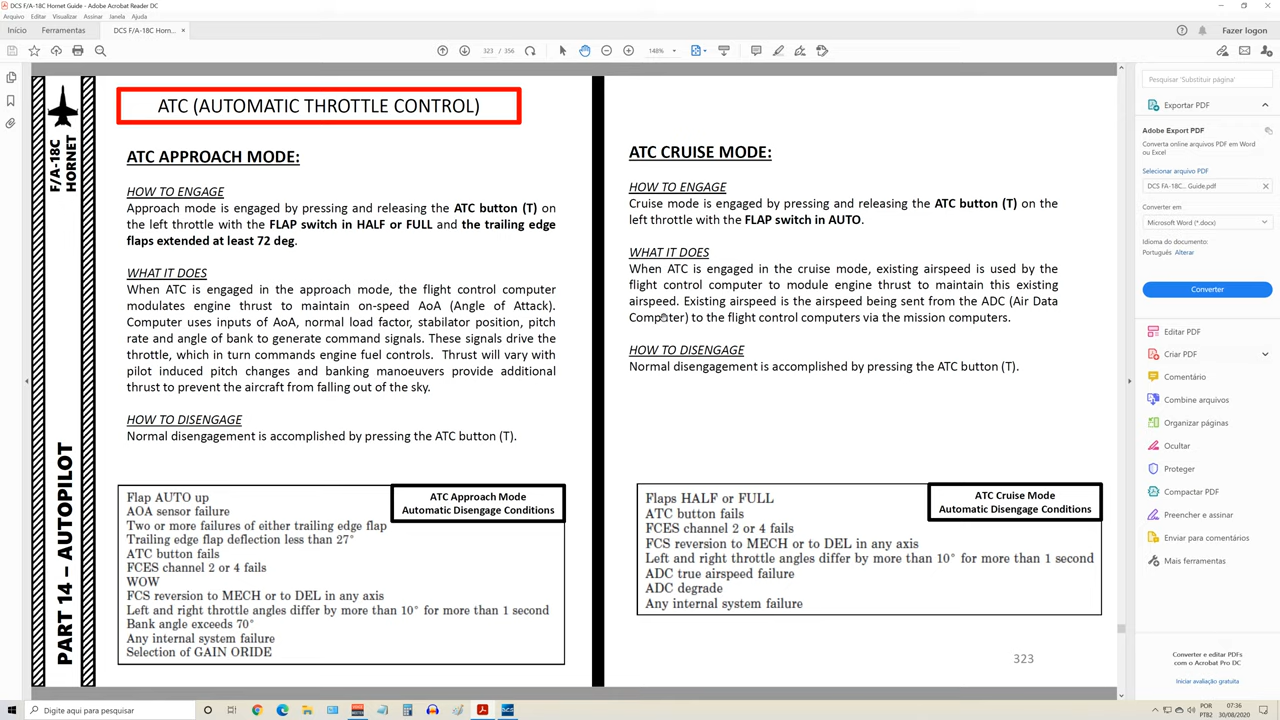 DCS F/A-18C Hornet Guide - Adobe Acrobat Reader DC
Arquivo Editar Visualizar Assinar Janela Ajuda
Início Ferramentas DCS F/A-18C Horn... ×
Fazer logon
323 / 356
148%
F/A-18C
HORNET
PART 14 – AUTOPILOT
ATC (AUTOMATIC THROTTLE CONTROL)
ATC APPROACH MODE:
HOW TO ENGAGE
Approach mode is engaged by pressing and releasing the ATC button (T) on
the left throttle with the FLAP switch in HALF or FULL and the trailing edge
flaps extended at least 72 deg.
WHAT IT DOES
When ATC is engaged in the approach mode, the flight control computer
modulates engine thrust to maintain on-speed AoA (Angle of Attack).
Computer uses inputs of AoA, normal load factor, stabilator position, pitch
rate and angle of bank to generate command signals. These signals drive the
throttle, which in turn commands engine fuel controls. Thrust will vary with
pilot induced pitch changes and banking manoeuvers provide additional
thrust to prevent the aircraft from falling out of the sky.
HOW TO DISENGAGE
Normal disengagement is accomplished by pressing the ATC button (T).
ATC Approach Mode
Automatic Disengage Conditions
Flap AUTO up
AOA sensor failure
Two or more failures of either trailing edge flap
Trailing edge flap deflection less than 27°
ATC button fails
FCES channel 2 or 4 fails
WOW
FCS reversion to MECH or to DEL in any axis
Left and right throttle angles differ by more than 10° for more than 1 second
Bank angle exceeds 70°
Any internal system failure
Selection of GAIN ORIDE
ATC CRUISE MODE:
HOW TO ENGAGE
Cruise mode is engaged by pressing and releasing the ATC button (T) on the
left throttle with the FLAP switch in AUTO.
WHAT IT DOES
When ATC is engaged in the cruise mode, existing airspeed is used by the
flight control computer to module engine thrust to maintain this existing
airspeed. Existing airspeed is the airspeed being sent from the ADC (Air Data
Computer) to the flight control computers via the mission computers.
HOW TO DISENGAGE
Normal disengagement is accomplished by pressing the ATC button (T).
ATC Cruise Mode
Automatic Disengage Conditions
Flaps HALF or FULL
ATC button fails
FCES channel 2 or 4 fails
FCS reversion to MECH or to DEL in any axis
Left and right throttle angles differ by more than 10° for more than 1 second
ADC true airspeed failure
ADC degrade
Any internal system failure
323
Pesquisar 'Substituir página'
Exportar PDF
Adobe Export PDF
Converta online arquivos PDF em Word
ou Excel
Selecionar arquivo PDF
DCS FA-18C... Guide.pdf
Converter em
Microsoft Word (*.docx)
Idioma do documento:
Português Alterar
Converter
Editar PDF
Criar PDF
Comentário
Combine arquivos
Organizar páginas
Ocultar
Proteger
Compactar PDF
Preencher e assinar
Enviar para comentários
Mais ferramentas
Converter e editar PDFs
com o Acrobat Pro DC
Iniciar avaliação gratuita
Digite aqui para pesquisar
POR
PTB2
07:36
30/08/2020